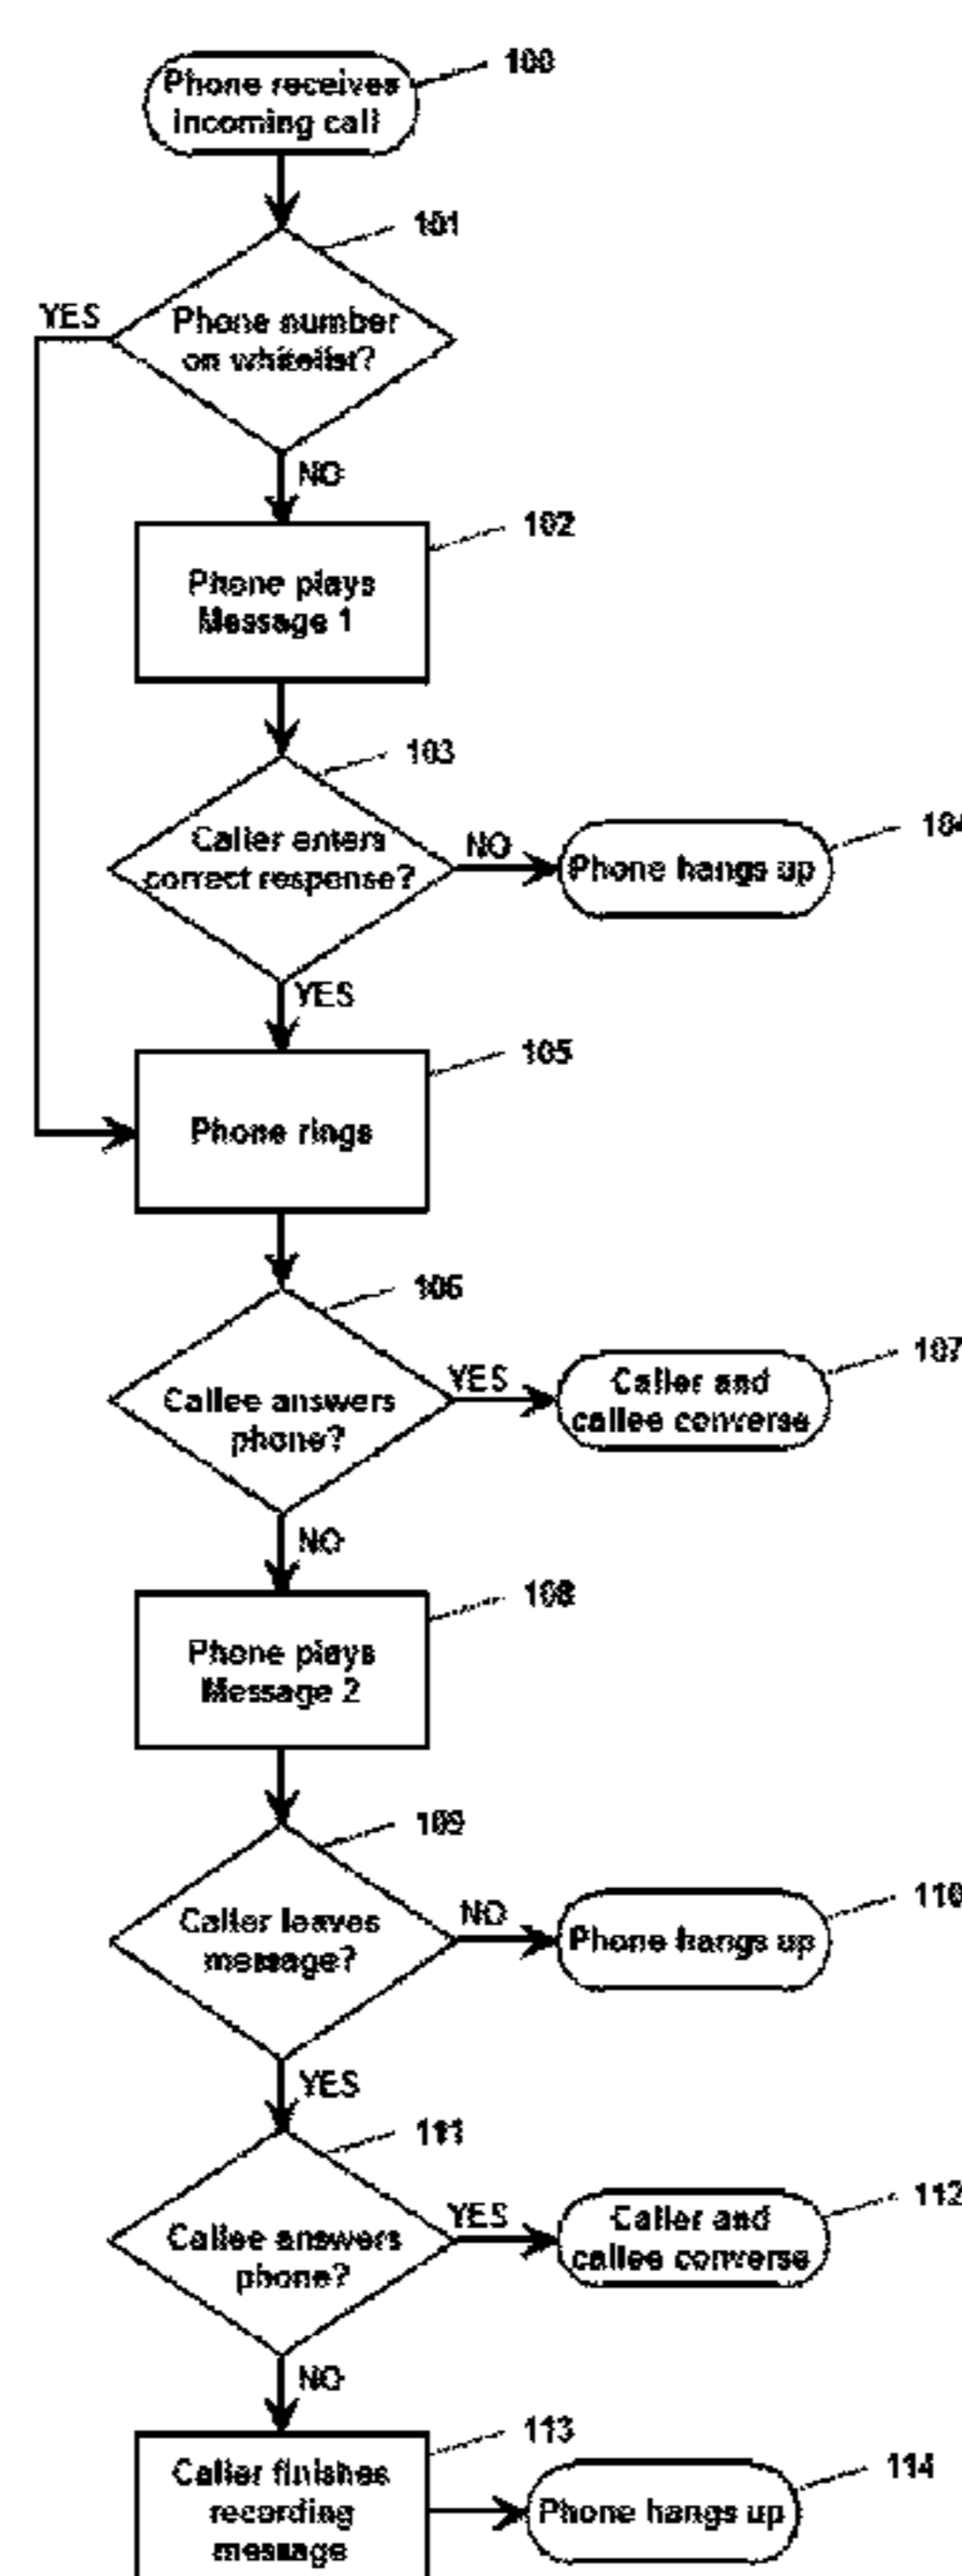 100
Phone receives
incoming call
101
YES
Phone number
on whitelist?
NO
102
Phone plays
Message 1
103
Caller enters
correct response?
NO
104
Phone hangs up
YES
105
Phone rings
106
Callee answers
phone?
YES
107
Caller and
callee converse
NO
108
Phone plays
Message 2
109
Caller leaves
message?
NO
110
Phone hangs up
YES
111
Callee answers
phone?
YES
112
Caller and
callee converse
NO
113
Caller finishes
recording
message
114
Phone hangs up